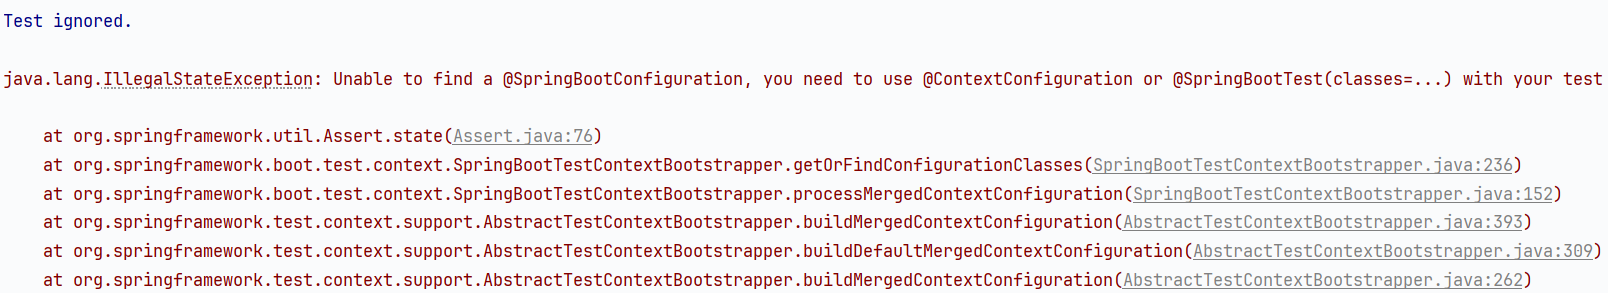 Test ignored.
java.lang.IllegalStateException: Unable to find a @SpringBootConfiguration, you need to use @ContextConfiguration or @SpringBootTest(classes=...) with your test
at org.springframework.util.Assert.state(Assert.java:76)
at org.springframework.boot.test.context.SpringBootTestContextBootstrapper.getOrFindConfigurationClasses(SpringBootTestContextBootstrapper.java:236)
at org.springframework.boot.test.context.SpringBootTestContextBootstrapper.processMergedContextConfiguration(SpringBootTestContextBootstrapper.java:152)
at org.springframework.test.context.support.AbstractTestContextBootstrapper.buildMergedContextConfiguration(AbstractTestContextBootstrapper.java:393)
at org.springframework.test.context.support.AbstractTestContextBootstrapper.buildDefaultMergedContextConfiguration(AbstractTestContextBootstrapper.java:309)
at org.springframework.test.context.support.AbstractTestContextBootstrapper.buildMergedContextConfiguration(AbstractTestContextBootstrapper.java:262)